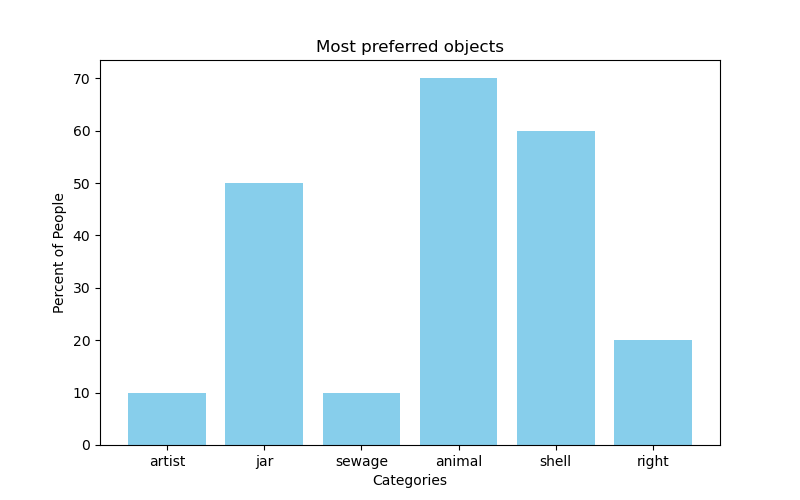 Most preferred objects
Percent of People
70
60
50
40
30
20
10
0
artist jar sewage animal shell right
Categories